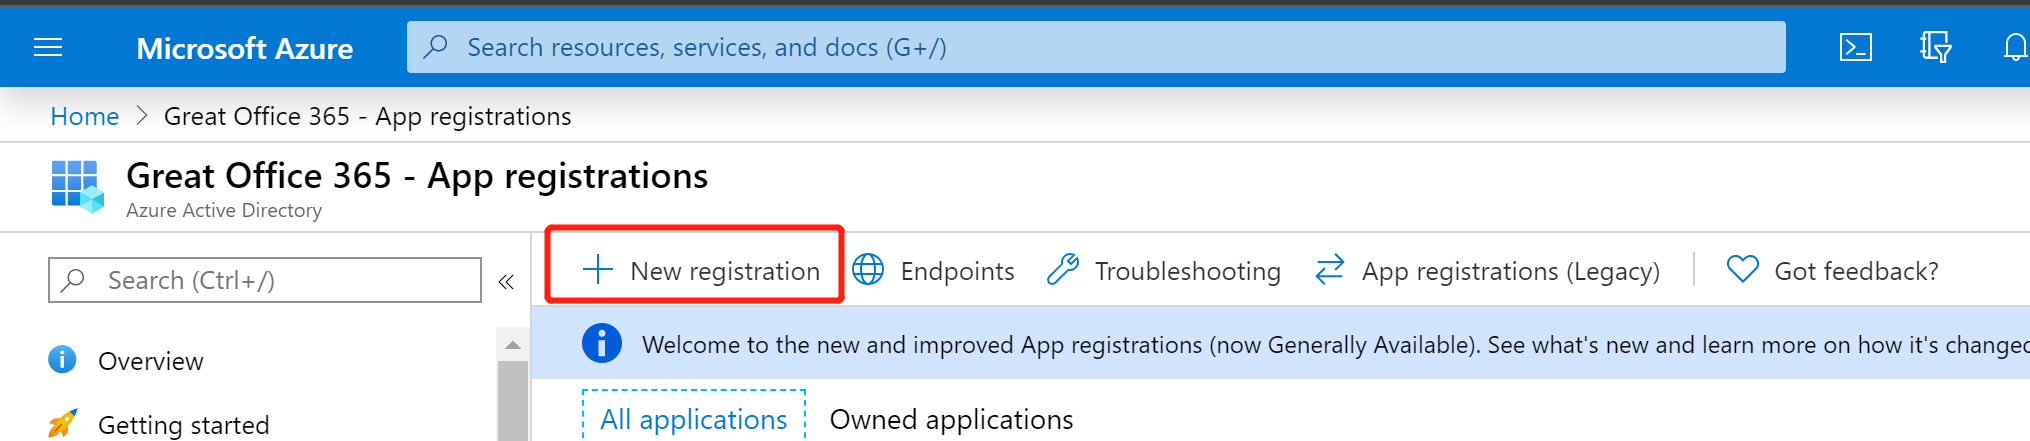 Microsoft Azure
Search resources, services, and docs (G+/)
Home > Great Office 365 - App registrations
Great Office 365 - App registrations
Azure Active Directory
Search (Ctrl+/)
«
New registration
Endpoints
Troubleshooting
App registrations (Legacy)
Got feedback?
Welcome to the new and improved App registrations (now Generally Available). See what's new and learn more on how it's changed
Overview
Getting started
All applications
Owned applications